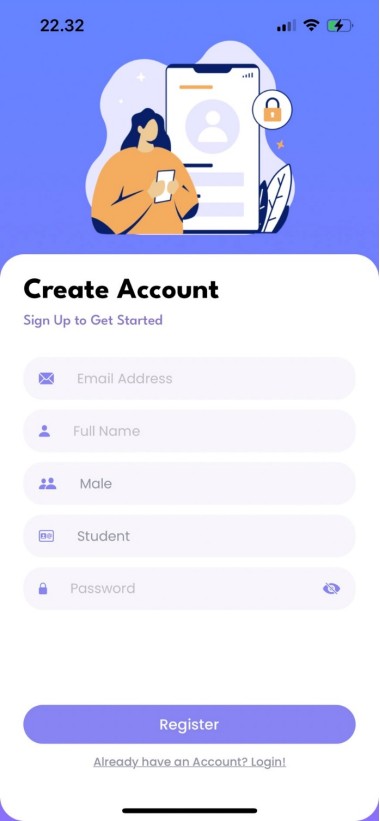 22.32
Create Account
Sign Up to Get Started
Email Address
Full Name
Male
Student
Password
Register
Already have an Account? Login!